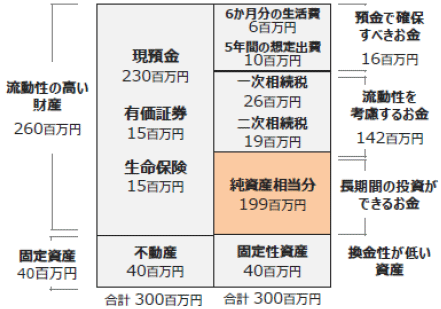 流動性の高い
財産
260百万円
固定資産
40百万円
現預金
230百万円
有価証券
15百万円
生命保険
15百万円
不動産
40百万円
合計 300百万円
6か月分の生活費
6百万円
5年間の想定出費
10百万円
一次相続税
26百万円
二次相続税
19百万円
純資産相当分
199百万円
固定性資産
40百万円
合計 300百万円
預金で確保
すべきお金
16百万円
流動性を
考慮するお金
142百万円
長期間の投資が
できるお金
換金性が低い
資産